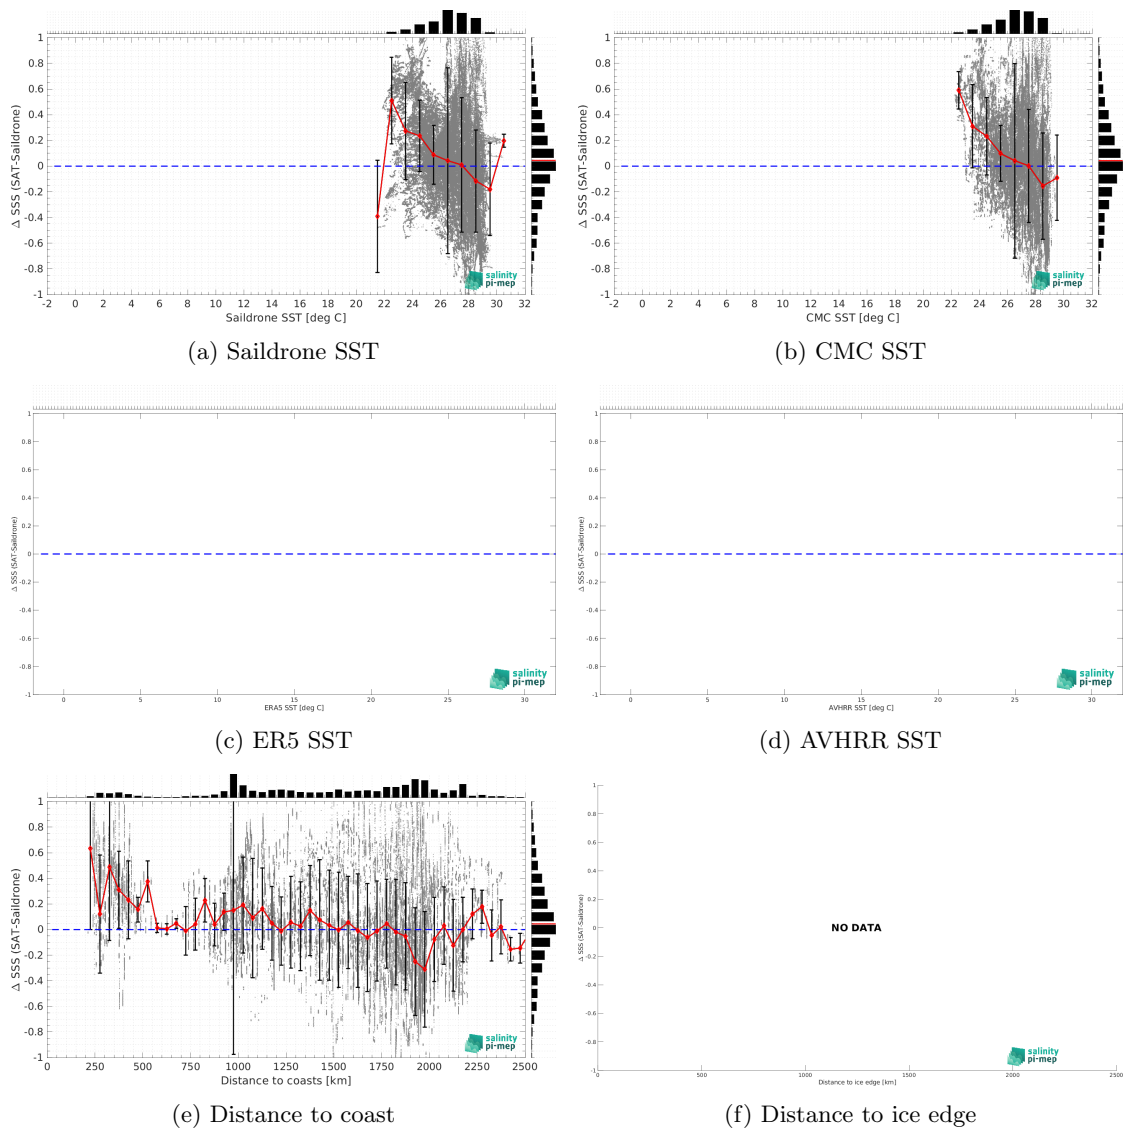 1
0.8
0.6
0.4
0.2
0
-0.2
-0.4
-0.6
-0.8
-1
Δ SSS (SAT-Saildrone)
-2 0 2 4 6 8 10 12 14 16 18 20 22 24 26 28 30 32
Saildrone SST [deg C]
salinity
pi-mep
(a) Saildrone SST
1
0.8
0.6
0.4
0.2
0
-0.2
-0.4
-0.6
-0.8
-1
Δ SSS (SAT-Saildrone)
-2 0 2 4 6 8 10 12 14 16 18 20 22 24 26 28 30 32
CMC SST [deg C]
salinity
pi-mep
(b) CMC SST
1
0.8
0.6
0.4
0.2
0
-0.2
-0.4
-0.6
-0.8
-1
Δ SSS (SAT-Saildrone)
0 5 10 15 20 25 30
ERA5 SST [deg C]
salinity
pi-mep
(c) ER5 SST
1
0.8
0.6
0.4
0.2
0
-0.2
-0.4
-0.6
-0.8
-1
Δ SSS (SAT-Saildrone)
0 5 10 15 20 25 30
AVHRR SST [deg C]
salinity
pi-mep
(d) AVHRR SST
1
0.8
0.6
0.4
0.2
0
-0.2
-0.4
-0.6
-0.8
-1
Δ SSS (SAT-Saildrone)
0 250 500 750 1000 1250 1500 1750 2000 2250 2500
Distance to coasts [km]
salinity
pi-mep
(e) Distance to coast
1
0.8
0.6
0.4
0.2
0
-0.2
-0.4
-0.6
-0.8
-1
Δ SSS (SAT-Saildrone)
NO DATA
0 500 1000 1500 2000 2500
Distance to ice edge [km]
salinity
pi-mep
(f) Distance to ice edge